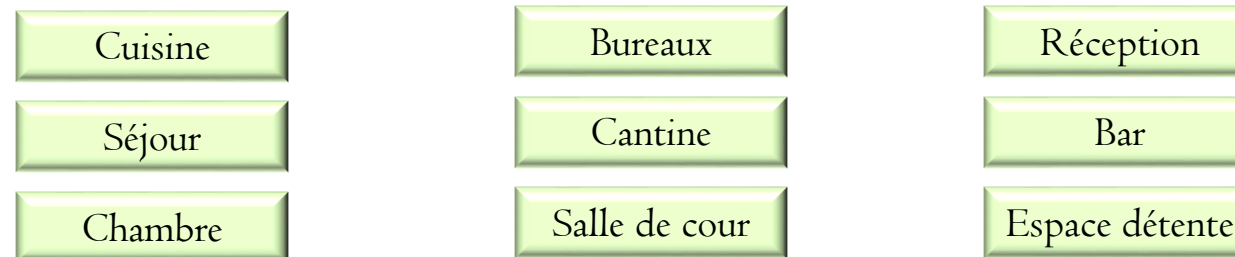 Cuisine
Bureaux
Réception
Séjour
Cantine
Bar
Chambre
Salle de cour
Espace détente